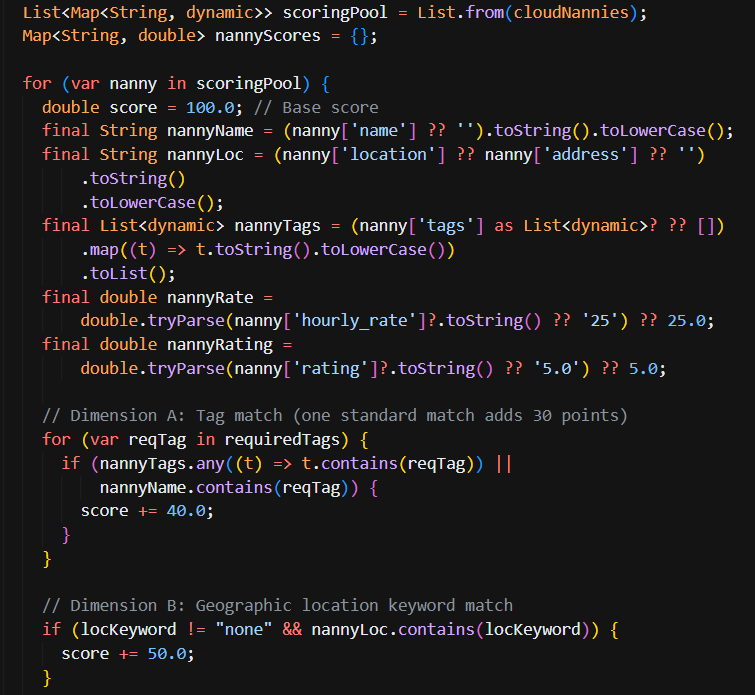 List<Map<String, dynamic>> scoringPool = List.from(cloudNannies);
Map<String, double> nannyScores = {};

for (var nanny in scoringPool) {
  double score = 100.0; // Base score
  final String nannyName = (nanny['name'] ?? '').toString().toLowerCase();
  final String nannyLoc = (nanny['location'] ?? nanny['address'] ?? '')
      .toString()
      .toLowerCase();
  final List<dynamic> nannyTags = (nanny['tags'] as List<dynamic>? ?? [])
      .map((t) => t.toString().toLowerCase())
      .toList();
  final double nannyRate =
      double.tryParse(nanny['hourly_rate']?.toString() ?? '25') ?? 25.0;
  final double nannyRating =
      double.tryParse(nanny['rating']?.toString() ?? '5.0') ?? 5.0;

  // Dimension A: Tag match (one standard match adds 30 points)
  for (var reqTag in requiredTags) {
    if (nannyTags.any((t) => t.contains(reqTag)) ||
        nannyName.contains(reqTag)) {
      score += 40.0;
    }
  }

  // Dimension B: Geographic location keyword match
  if (locKeyword != "none" && nannyLoc.contains(locKeyword)) {
    score += 50.0;
  }